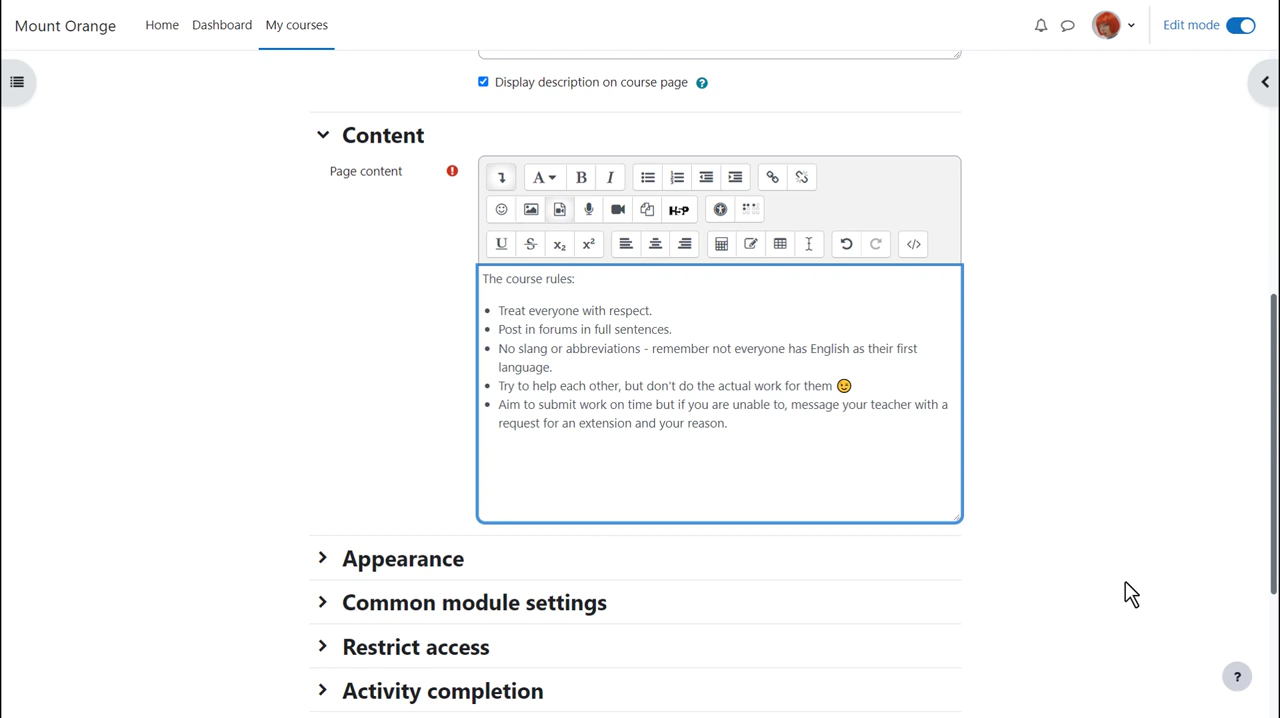 Mount Orange
Home
Dashboard
My courses
Edit mode
Display description on course page
?
Content
Page content
!
A
B
I
H-P
U
S
x₂
x²
</>
The course rules:
Treat everyone with respect.
Post in forums in full sentences.
No slang or abbreviations - remember not everyone has English as their first
language.
Try to help each other, but don't do the actual work for them 😉
Aim to submit work on time but if you are unable to, message your teacher with a
request for an extension and your reason.
Appearance
Common module settings
Restrict access
Activity completion
?